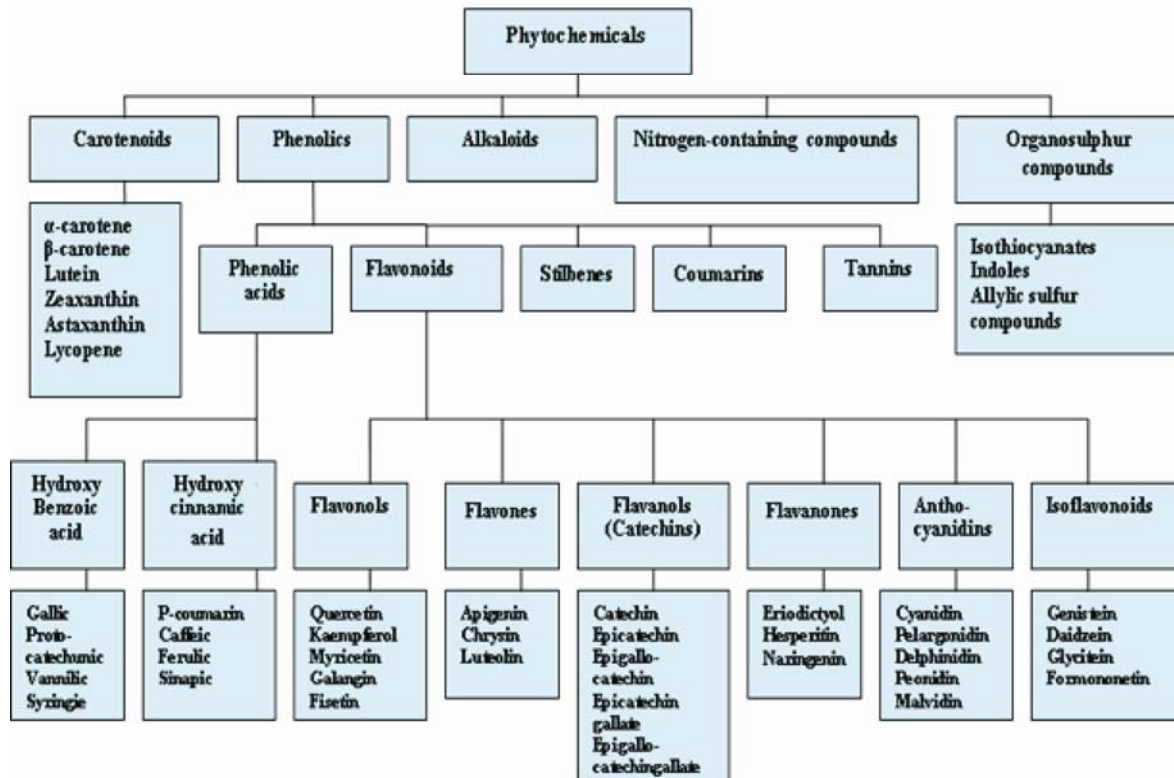 Phytochemicals
Carotenoids
Phenolics
Alkaloids
Nitrogen-containing compounds
Organosulphur
compounds
α-carotene
β-carotene
Lutein
Zeaxanthin
Astaxanthin
Lycopene
Phenolic
acids
Flavonoids
Stilbenes
Coumarins
Tannins
Isothiocyanates
Indoles
Allylic sulfur
compounds
Hydroxy
Benzoic
acid
Hydroxy
cinnamic
acid
Flavonols
Flavones
Flavanols
(Catechins)
Flavanones
Antho-
cyanidins
Isoflavonoids
Gallic
Proto-
catechunic
Vannilic
Syringie
P-coumarin
Caffeic
Ferulic
Sinapic
Quercetin
Kaempferol
Myricetin
Galangin
Fisetin
Apigenin
Chrysin
Luteolin
Catechin
Epicatechin
Epigallo-
catechin
Epicatechin
gallate
Epigallo-
catechingallate
Eriodictyol
Hesperitin
Naringenin
Cyanidin
Pelargonidin
Delphinidin
Peonidin
Malvidin
Genistein
Daidzein
Glycitein
Formononetin